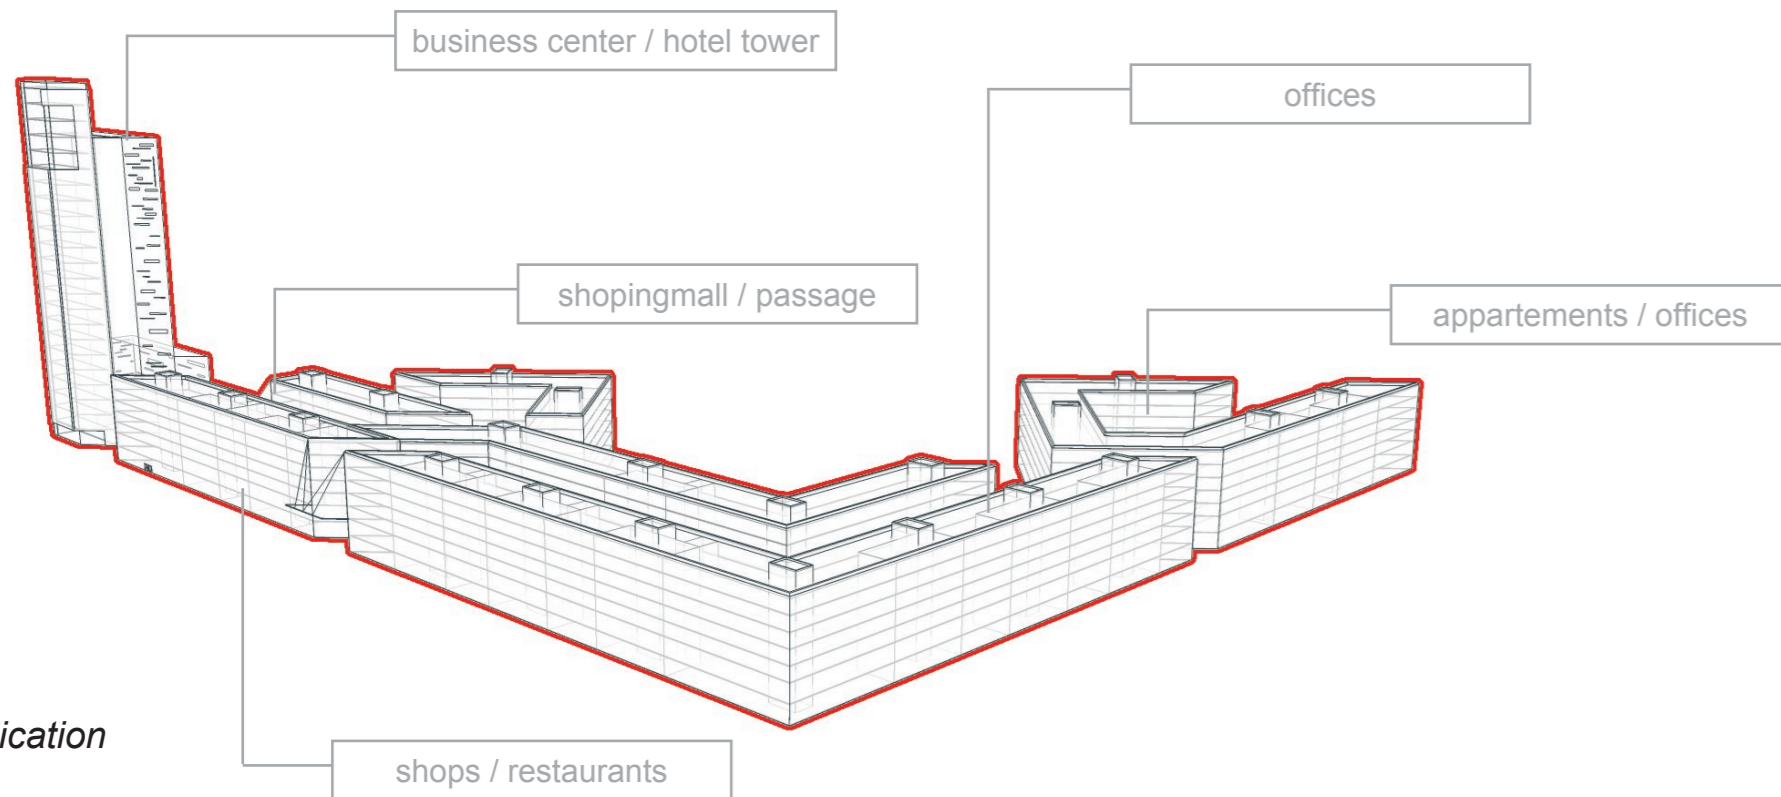 business center / hotel tower
offices
shopingmall / passage
appartements / offices
ication
shops / restaurants